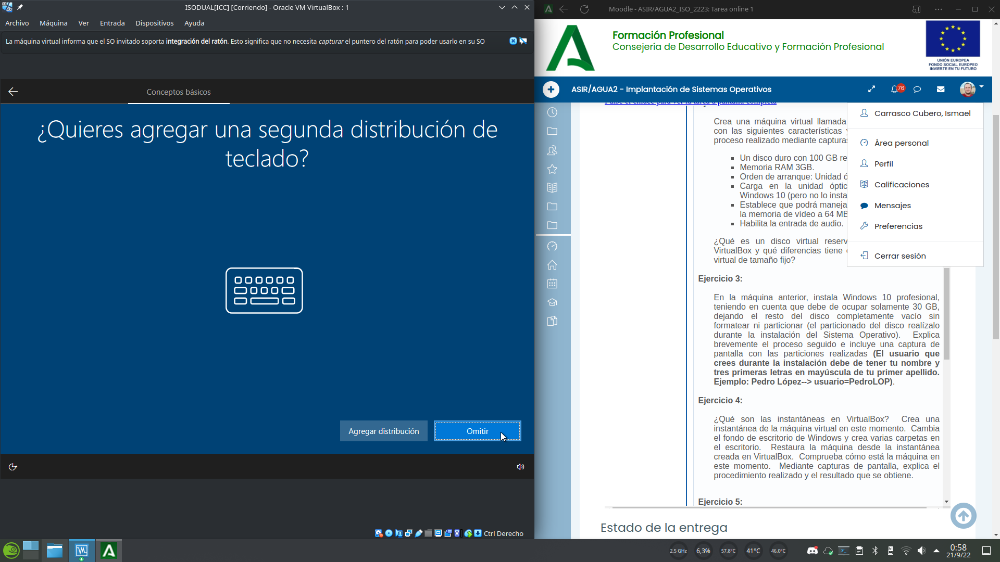 ISODUAL[ICC] [Corriendo] - Oracle VM VirtualBox : 1
Archivo Máquina Ver Entrada Dispositivos Ayuda
La máquina virtual informa que el SO invitado soporta integración del ratón. Esto significa que no necesita capturar el puntero del ratón para poder usarlo en su SO
Conceptos básicos
¿Quieres agregar una segunda distribución de
teclado?
Agregar distribución
Omitir
Ctrl Derecho
Moodle - ASIR/AGUA2_ISO_2223: Tarea online 1
Formación Profesional
Consejería de Desarrollo Educativo y Formación Profesional
UNIÓN EUROPEA
FONDO SOCIAL EUROPEO
INVIERTE EN TU FUTURO
ASIR/AGUA2 - Implantación de Sistemas Operativos
76
Pulse el enlace para ver la tarea a pantalla completa
Crea una máquina virtual llamada
con las siguientes características y
proceso realizado mediante capturas
Un disco duro con 100 GB re
Memoria RAM 3GB.
Orden de arranque: Unidad ó
Carga en la unidad óptic
Windows 10 (pero no lo insta
Establece que podrá maneja
la memoria de vídeo a 64 MB
Habilita la entrada de audio.
¿Qué es un disco virtual reserv
VirtualBox y qué diferencias tiene
virtual de tamaño fijo?
Carrasco Cubero, Ismael
Área personal
Perfil
Calificaciones
Mensajes
Preferencias
Cerrar sesión
Ejercicio 3:
En la máquina anterior, instala Windows 10 profesional,
teniendo en cuenta que debe de ocupar solamente 30 GB,
dejando el resto del disco completamente vacío sin
formatear ni particionar (el particionado del disco realízalo
durante la instalación del Sistema Operativo). Explica
brevemente el proceso seguido e incluye una captura de
pantalla con las particiones realizadas (El usuario que
crees durante la instalación debe de tener tu nombre y
tres primeras letras en mayúscula de tu primer apellido.
Ejemplo: Pedro López--> usuario=PedroLOP).
Ejercicio 4:
¿Qué son las instantáneas en VirtualBox? Crea una
instantánea de la máquina virtual en este momento. Cambia
el fondo de escritorio de Windows y crea varias carpetas en
el escritorio. Restaura la máquina desde la instantánea
creada en VirtualBox. Comprueba cómo está la máquina en
este momento. Mediante capturas de pantalla, explica el
procedimiento realizado y el resultado que se obtiene.
Ejercicio 5:
Estado de la entrega
2,5 GHz
6,3%
57,8°C
41°C
46,0°C
0:58
21/9/22